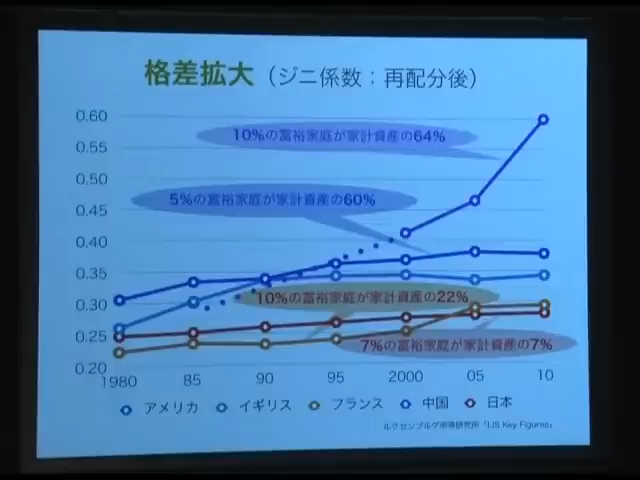 格差拡大（ジニ係数：再配分後）
0.60
10%の富裕家庭が家計資産の64%
0.55
0.50
5%の富裕家庭が家計資産の60%
0.45
0.40
0.35
10%の富裕家庭が家計資産の22%
0.30
0.25
7%の富裕家庭が家計資産の7%
0.20
1980 85 90 95 2000 05 10
アメリカ イギリス フランス 中国 日本
ルクセンブルグ所得研究所「LIS Key Figures」